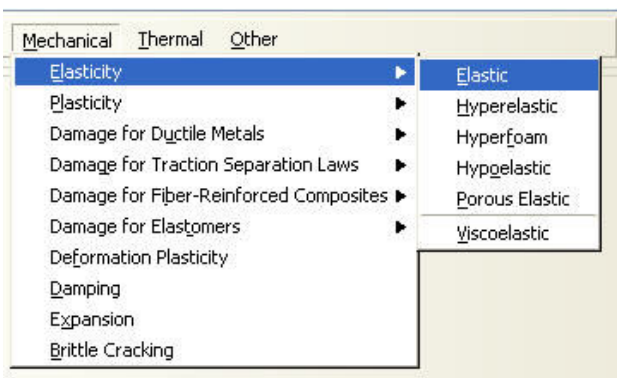 Mechanical Thermal Other
Elasticity
Plasticity
Damage for Ductile Metals
Damage for Traction Separation Laws
Damage for Fiber-Reinforced Composites
Damage for Elastomers
Deformation Plasticity
Damping
Expansion
Brittle Cracking
Elastic
Hyperelastic
Hyperfoam
Hypoelastic
Porous Elastic
Viscoelastic